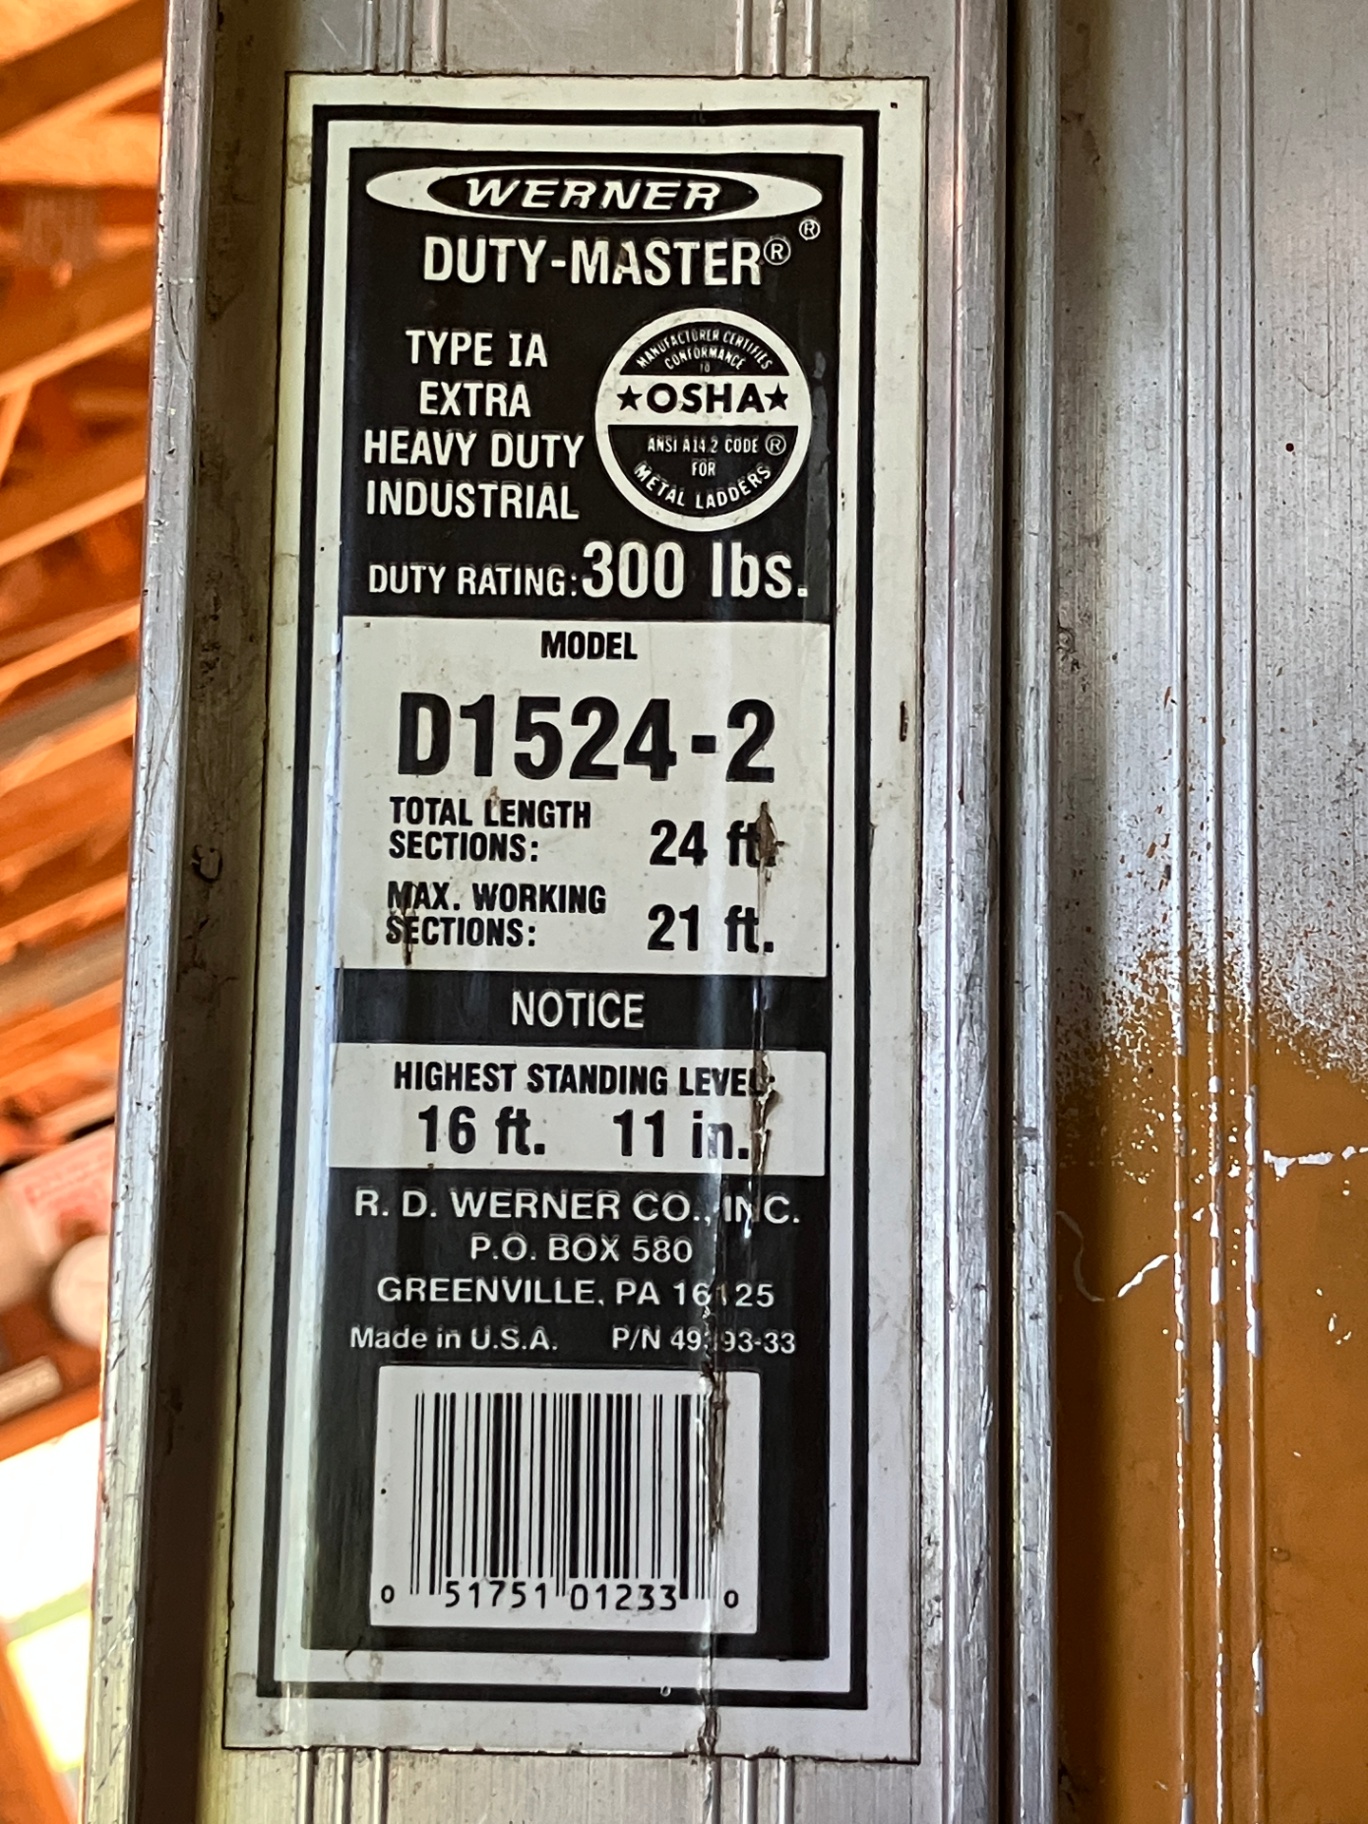 WERNER ®
DUTY-MASTER®
TYPE IA
EXTRA
HEAVY DUTY
INDUSTRIAL
MANUFACTURER CERTIFIES
CONFORMANCE
TO
★OSHA★
ANSI A14.2 CODE ®
FOR
METAL LADDERS
DUTY RATING: 300 lbs.
MODEL
D1524-2
TOTAL LENGTH
SECTIONS: 24 ft.
MAX. WORKING
SECTIONS: 21 ft.
NOTICE
HIGHEST STANDING LEVEL:
16 ft. 11 in.
R. D. WERNER CO., INC.
P.O. BOX 580
GREENVILLE, PA 16125
Made in U.S.A. P/N
0 51751 01233 0